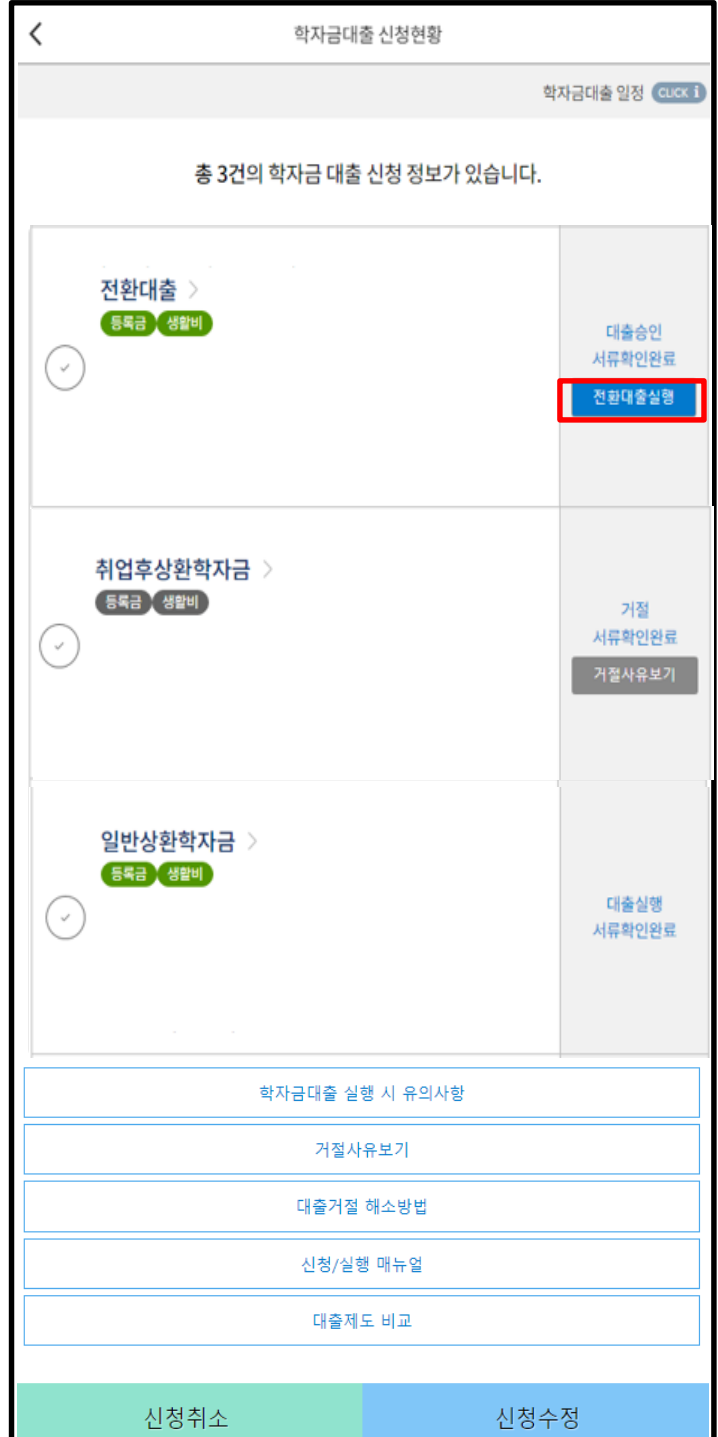 학자금대출 신청현황
학자금대출 일정 CLICK i
총 3건의 학자금 대출 신청 정보가 있습니다.
전환대출
등록금 생활비
대출승인
서류확인완료
전환대출실행
취업후상환학자금
등록금 생활비
거절
서류확인완료
거절사유보기
일반상환학자금
등록금 생활비
대출실행
서류확인완료
학자금대출 실행 시 유의사항
거절사유보기
대출거절 해소방법
신청/실행 매뉴얼
대출제도 비교
신청취소 신청수정